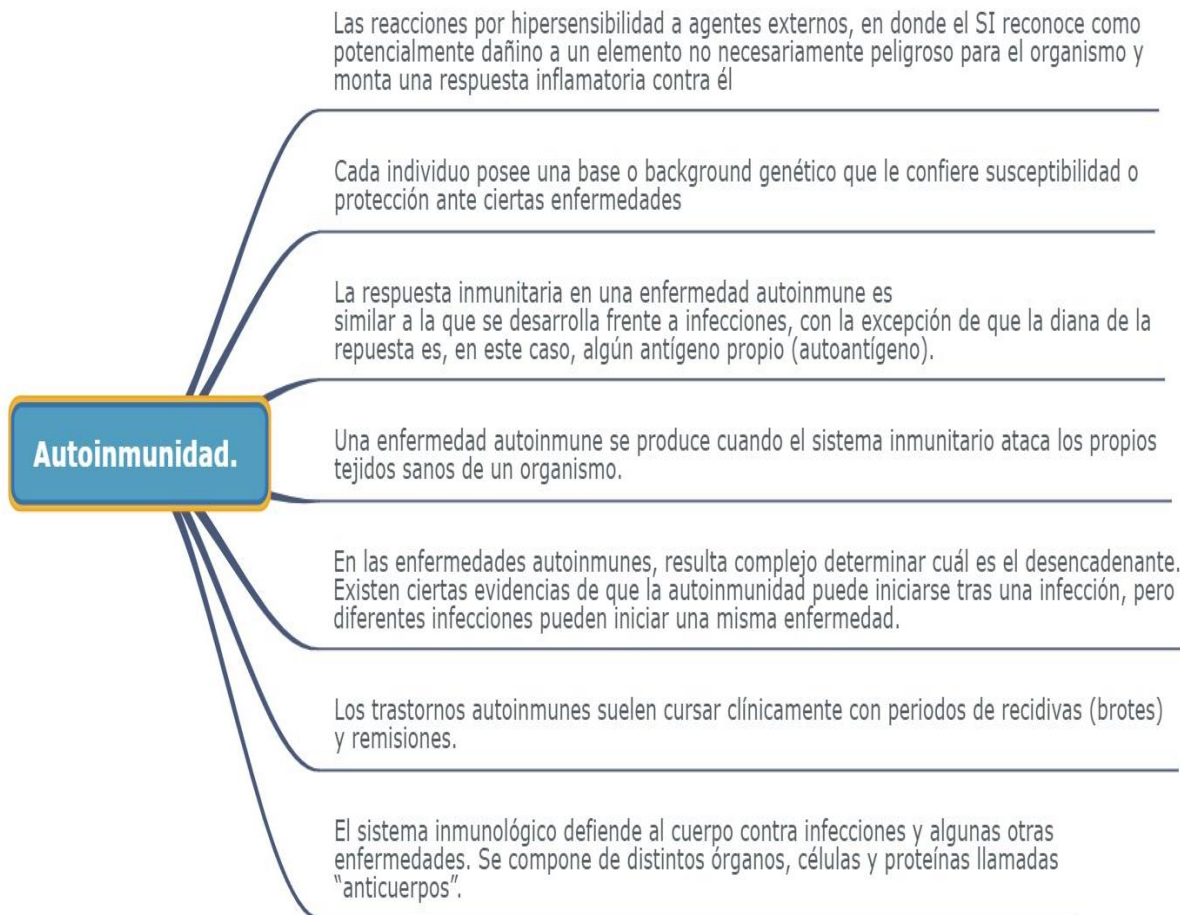 Las reacciones por hipersensibilidad a agentes externos, en donde el SI reconoce como
potencialmente dañino a un elemento no necesariamente peligroso para el organismo y
monta una respuesta inflamatoria contra él
Cada individuo posee una base o background genético que le confiere susceptibilidad o
protección ante ciertas enfermedades
La respuesta inmunitaria en una enfermedad autoinmune es
similar a la que se desarrolla frente a infecciones, con la excepción de que la diana de la
repuesta es, en este caso, algún antígeno propio (autoantígeno).
Autoinmunidad.
Una enfermedad autoinmune se produce cuando el sistema inmunitario ataca los propios
tejidos sanos de un organismo.
En las enfermedades autoinmunes, resulta complejo determinar cuál es el desencadenante.
Existen ciertas evidencias de que la autoinmunidad puede iniciarse tras una infección, pero
diferentes infecciones pueden iniciar una misma enfermedad.
Los trastornos autoinmunes suelen cursar clínicamente con periodos de recidivas (brotes)
y remisiones.
El sistema inmunológico defiende al cuerpo contra infecciones y algunas otras
enfermedades. Se compone de distintos órganos, células y proteínas llamadas
“anticuerpos”.